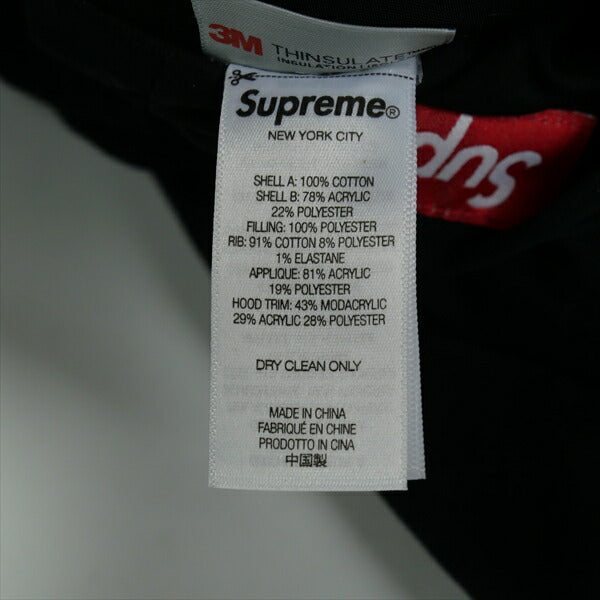 3M THINSULATE™
INSULATION
Supreme®
NEW YORK CITY
SHELL A: 100% COTTON
SHELL B: 78% ACRYLIC
22% POLYESTER
FILLING: 100% POLYESTER
RIB: 91% COTTON 8% POLYESTER
1% ELASTANE
APPLIQUE: 81% ACRYLIC
19% POLYESTER
HOOD TRIM: 43% MODACRYLIC
29% ACRYLIC 28% POLYESTER
DRY CLEAN ONLY
MADE IN CHINA
FABRIQUÉ EN CHINE
PRODOTTO IN CINA
中国製
Sup